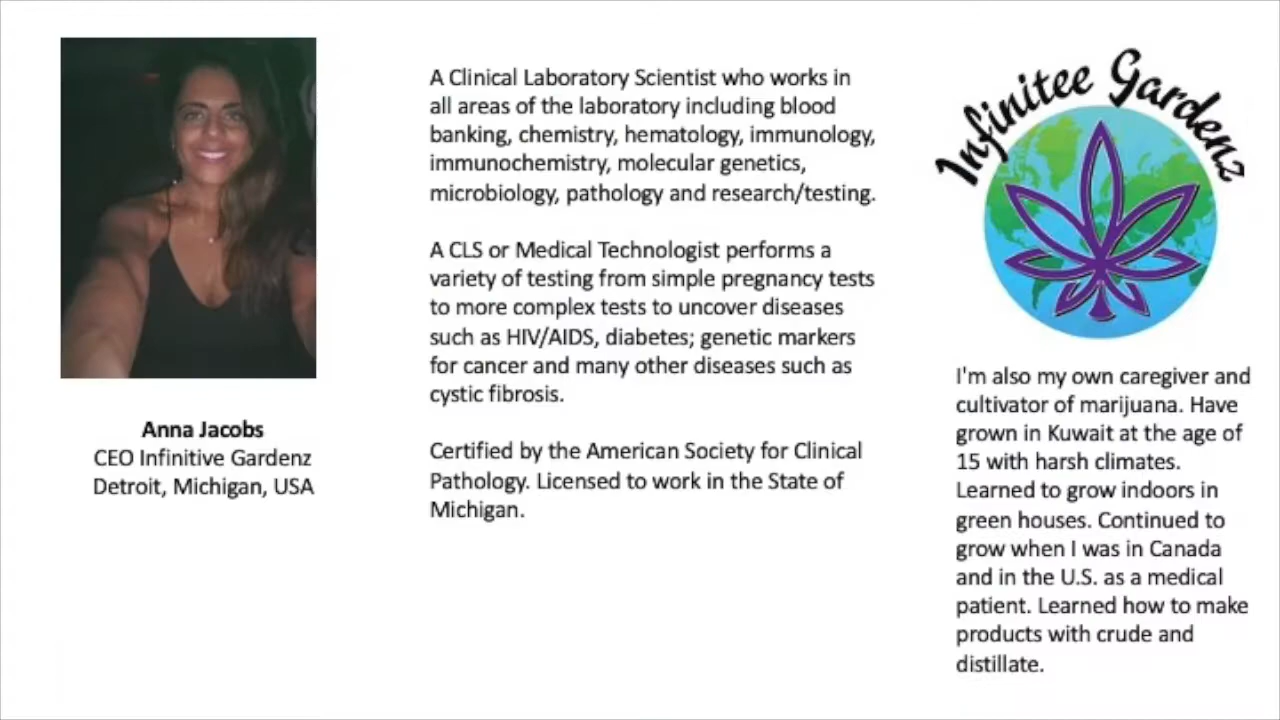 Anna Jacobs
CEO Infinitive Gardenz
Detroit, Michigan, USA
A Clinical Laboratory Scientist who works in
all areas of the laboratory including blood
banking, chemistry, hematology, immunology,
immunochemistry, molecular genetics,
microbiology, pathology and research/testing.
A CLS or Medical Technologist performs a
variety of testing from simple pregnancy tests
to more complex tests to uncover diseases
such as HIV/AIDS, diabetes; genetic markers
for cancer and many other diseases such as
cystic fibrosis.
Certified by the American Society for Clinical
Pathology. Licensed to work in the State of
Michigan.
Infinitee Gardenz
I'm also my own caregiver and
cultivator of marijuana. Have
grown in Kuwait at the age of
15 with harsh climates.
Learned to grow indoors in
green houses. Continued to
grow when I was in Canada
and in the U.S. as a medical
patient. Learned how to make
products with crude and
distillate.